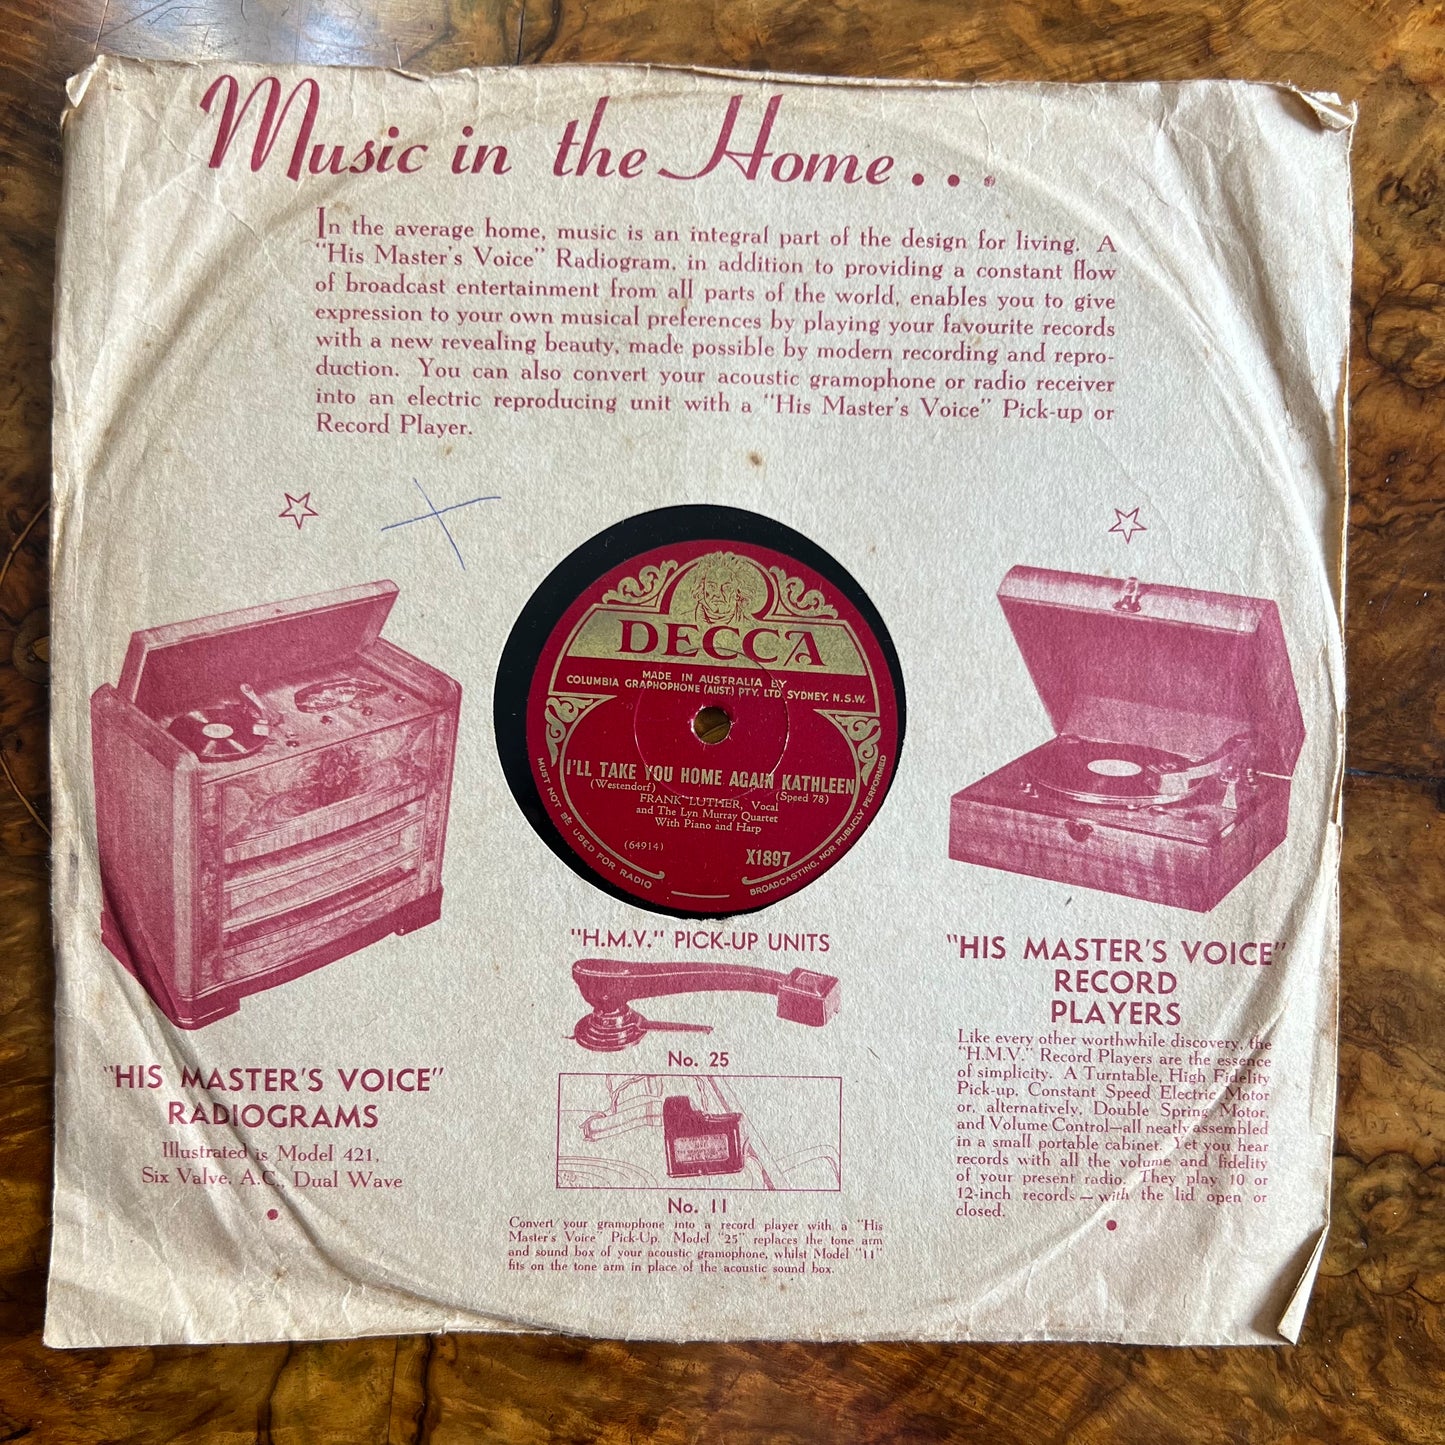 Music in the Home...
In the average home, music is an integral part of the design for living. A
"His Master's Voice" Radiogram, in addition to providing a constant flow
of broadcast entertainment from all parts of the world, enables you to give
expression to your own musical preferences by playing your favourite records
with a new revealing beauty, made possible by modern recording and repro-
duction. You can also convert your acoustic gramophone or radio receiver
into an electric reproducing unit with a "His Master's Voice" Pick-up or
Record Player.
DECCA
MADE IN AUSTRALIA BY
COLUMBIA GRAPHOPHONE (AUST.) PTY. LTD SYDNEY. N.S.W.
I'LL TAKE YOU HOME AGAIN KATHLEEN
(Westendorf) (Speed 78)
FRANK LUTHER, Vocal
and The Lyn Murray Quartet
With Piano and Harp
(64914)
X1897
MUST NOT BE USED FOR RADIO BROADCASTING, NOR PUBLICLY PERFORMED
"HIS MASTER'S VOICE"
RADIOGRAMS
Illustrated is Model 421,
Six Valve, A.C., Dual Wave
"H.M.V." PICK-UP UNITS
No. 25
No. 11
Convert your gramophone into a record player with a "His
Master's Voice" Pick-Up. Model "25" replaces the tone arm
and sound box of your acoustic gramophone, whilst Model "11"
fits on the tone arm in place of the acoustic sound box.
"HIS MASTER'S VOICE"
RECORD
PLAYERS
Like every other worthwhile discovery, the
"H.M.V." Record Players are the essence
of simplicity. A Turntable, High Fidelity
Pick-up, Constant Speed Electric Motor
or, alternatively, Double Spring Motor,
and Volume Control—all neatly assembled
in a small portable cabinet. Yet you hear
records with all the volume and fidelity
of your present radio. They play 10 or
12-inch records—with the lid open or
closed.